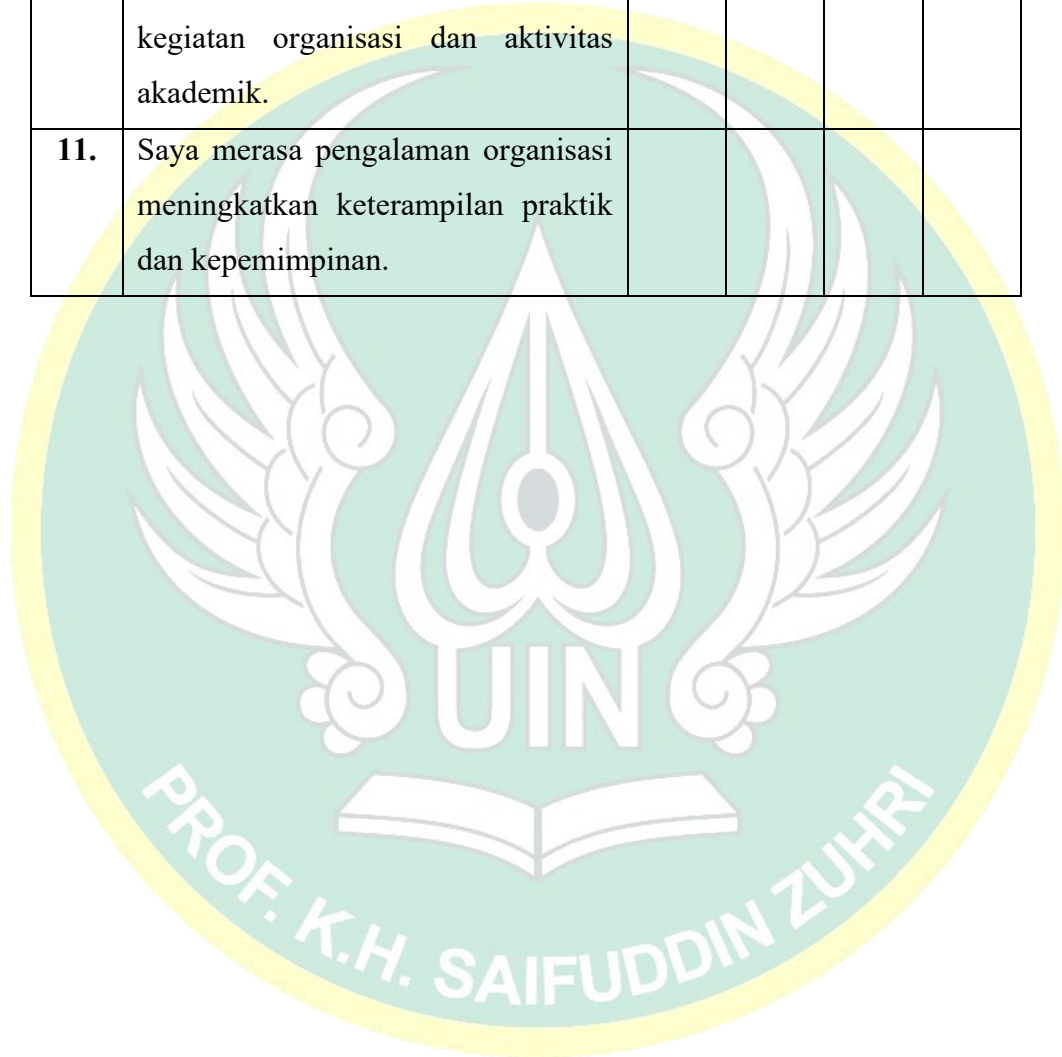 kegiatan organisasi dan aktivitas
akademik.
11. Saya merasa pengalaman organisasi
meningkatkan keterampilan praktik
dan kepemimpinan.
UIN
PROF. K.H. SAIFUDDIN ZUHRI